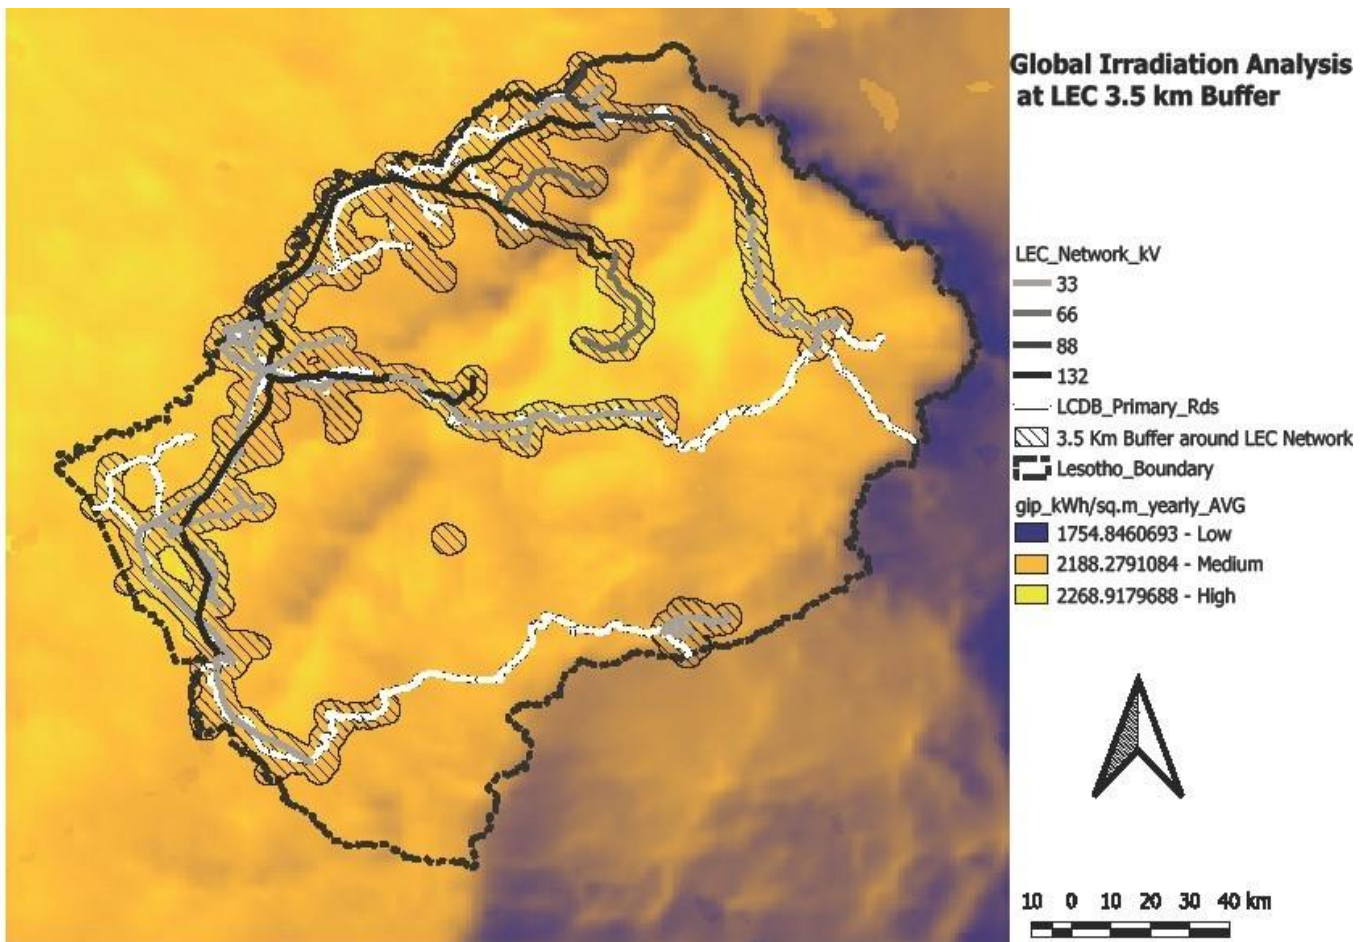 Global Irradiation Analysis
at LEC 3.5 km Buffer
LEC_Network_kV
33
66
88
132
LCDB_Primary_Rds
3.5 Km Buffer around LEC Network
Lesotho_Boundary
gip_kWh/sq.m_yearly_AVG
1754.8460693 - Low
2188.2791084 - Medium
2268.9179688 - High
10 0 10 20 30 40 km